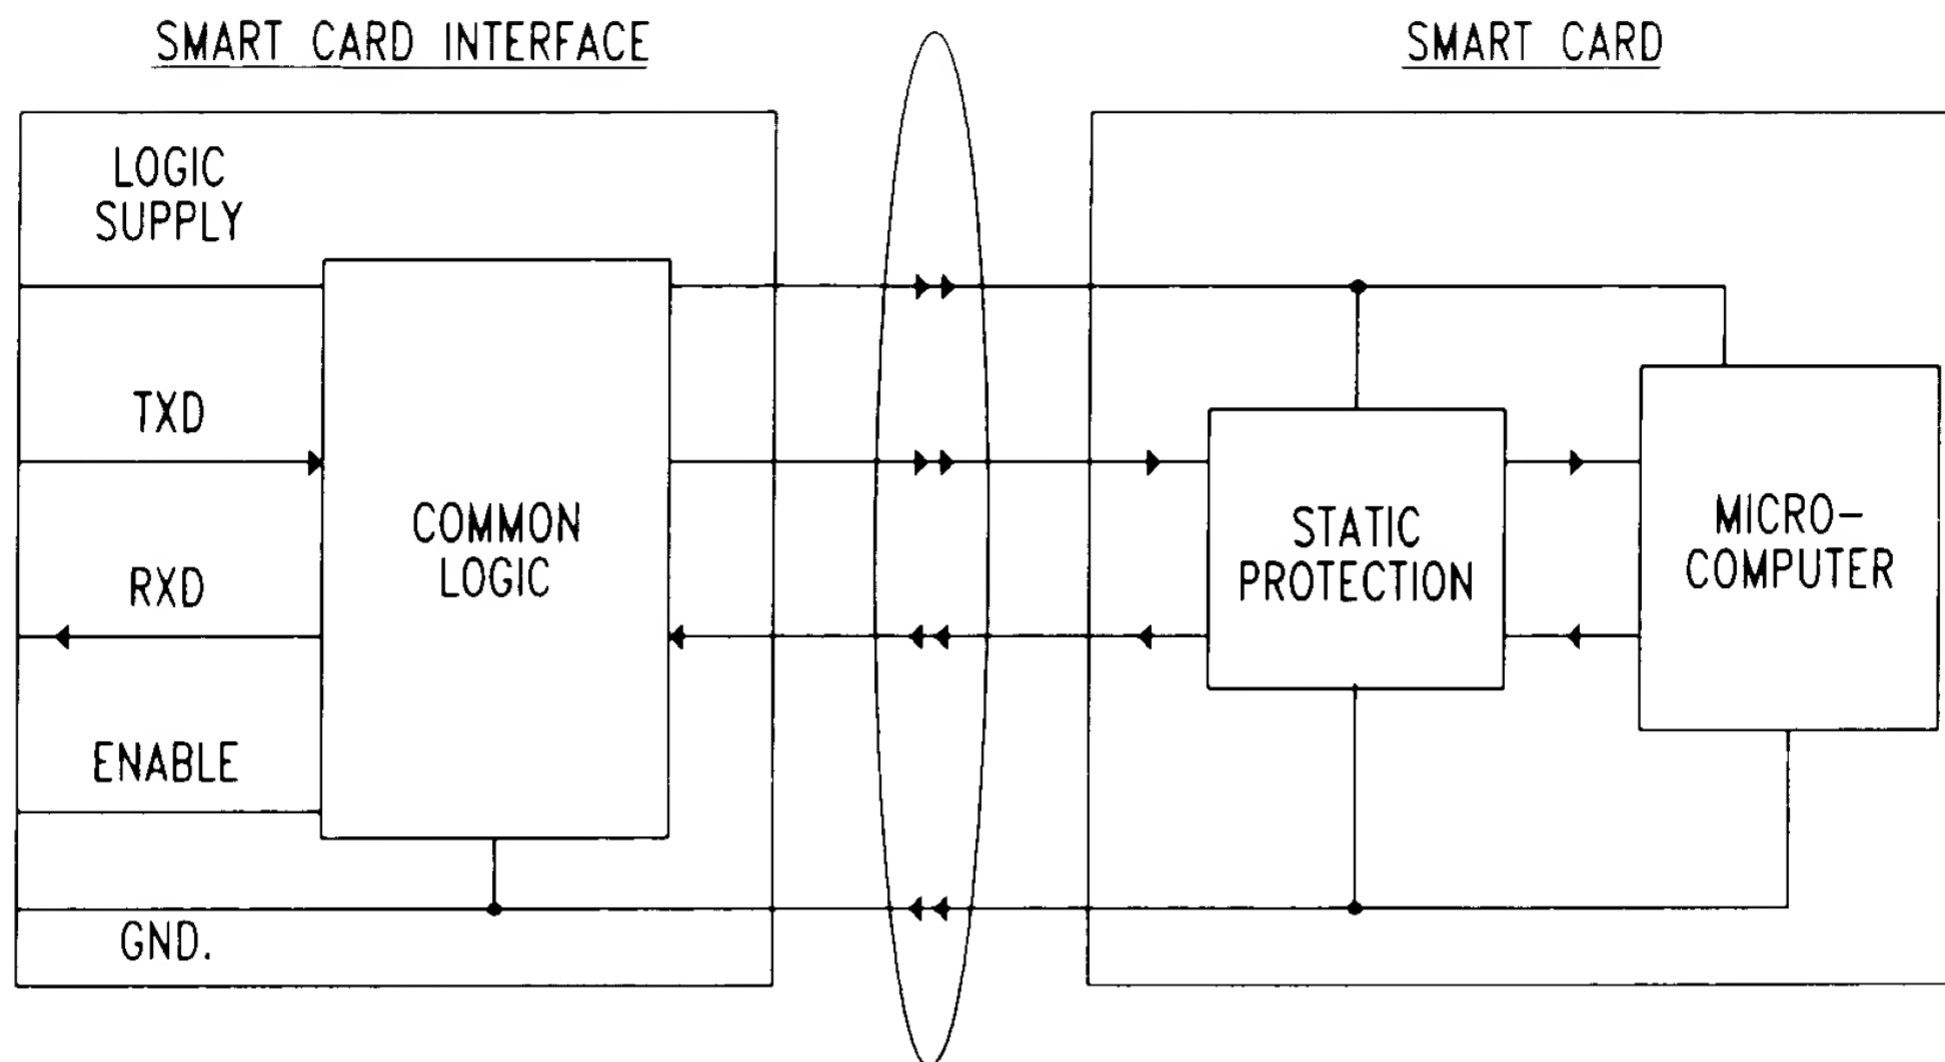 SMART CARD INTERFACE
SMART CARD
LOGIC
SUPPLY
TXD
RXD
ENABLE
GND.
COMMON
LOGIC
STATIC
PROTECTION
MICRO-
COMPUTER